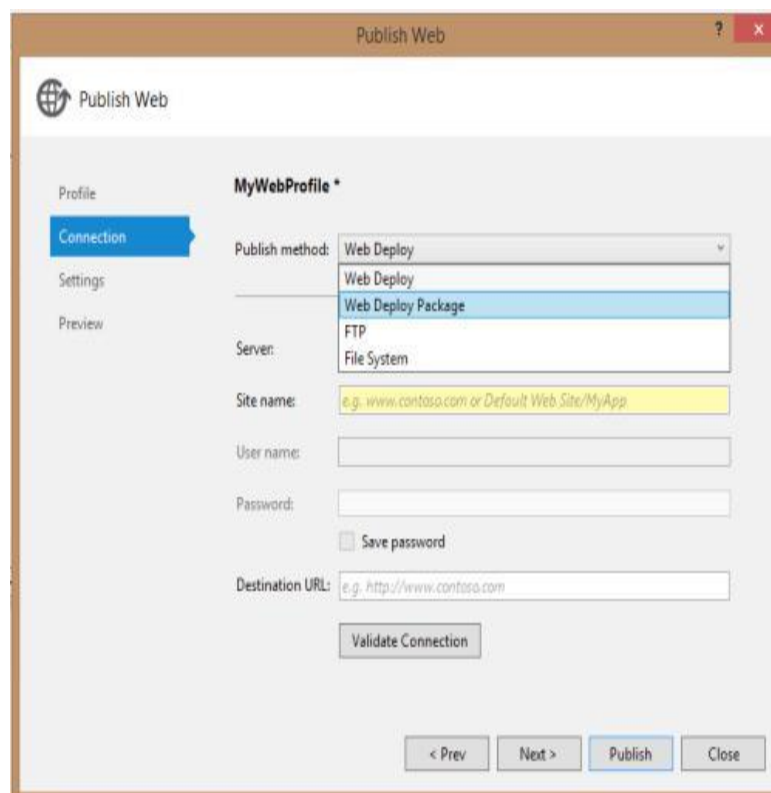 Publish Web
?
x
Publish Web
Profile
Connection
Settings
Preview
MyWebProfile *
Publish method: Web Deploy
Web Deploy
Web Deploy Package
FTP
File System
Server:
Site name: e.g. www.contoso.com or Default Web Site/MyApp
User name:
Password:
Save password
Destination URL: e.g. http://www.contoso.com
Validate Connection
< Prev
Next >
Publish
Close